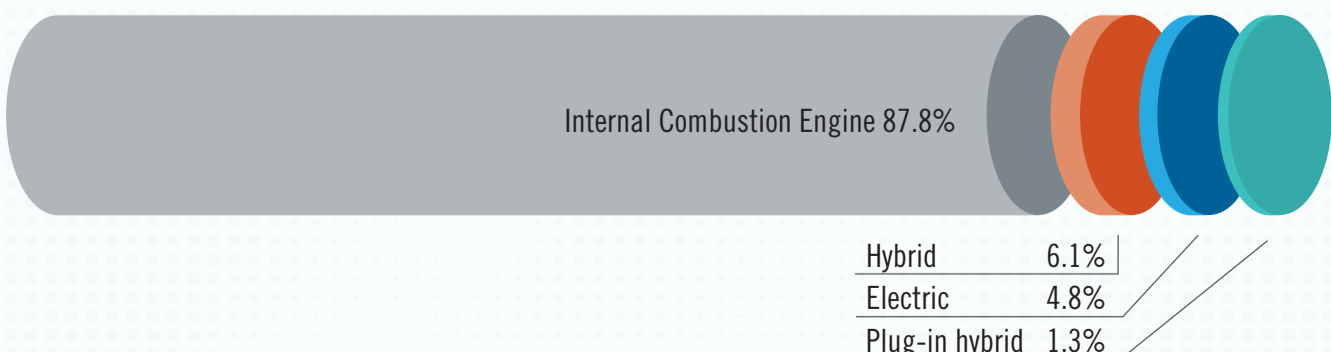 Internal Combustion Engine 87.8%
Hybrid 6.1%
Electric 4.8%
Plug-in hybrid 1.3%